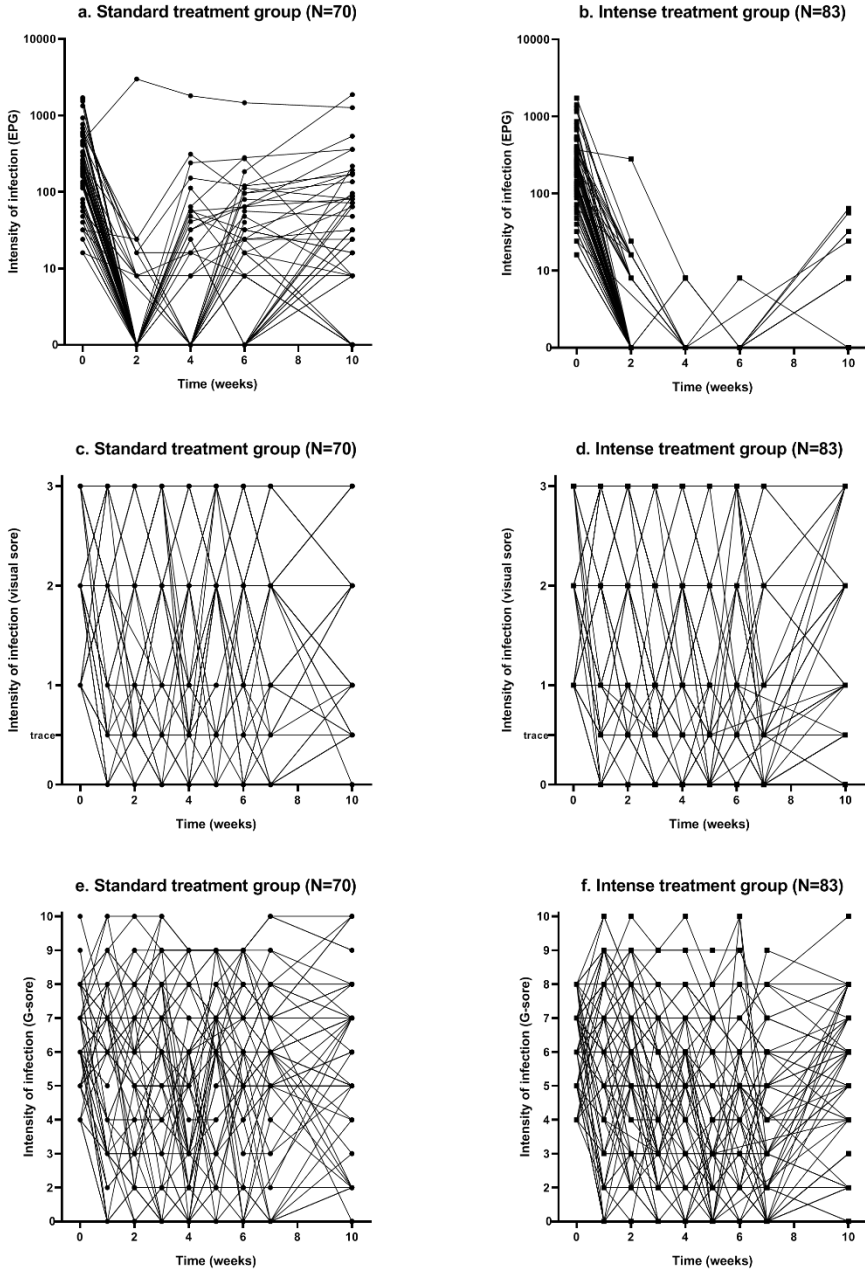 a. Standard treatment group (N=70)
Intensity of infection (EPG)
10000
1000
100
10
0
0 2 4 6 8 10
Time (weeks)
b. Intense treatment group (N=83)
Intensity of infection (EPG)
10000
1000
100
10
0
0 2 4 6 8 10
Time (weeks)
c. Standard treatment group (N=70)
Intensity of infection (visual sore)
3
2
1
trace
0
0 2 4 6 8 10
Time (weeks)
d. Intense treatment group (N=83)
Intensity of infection (visual sore)
3
2
1
trace
0
0 2 4 6 8 10
Time (weeks)
e. Standard treatment group (N=70)
Intensity of infection (G-sore)
10
9
8
7
6
5
4
3
2
0
0 2 4 6 8 10
Time (weeks)
f. Intense treatment group (N=83)
Intensity of infection (G-sore)
10
9
8
7
6
5
4
3
2
0
0 2 4 6 8 10
Time (weeks)